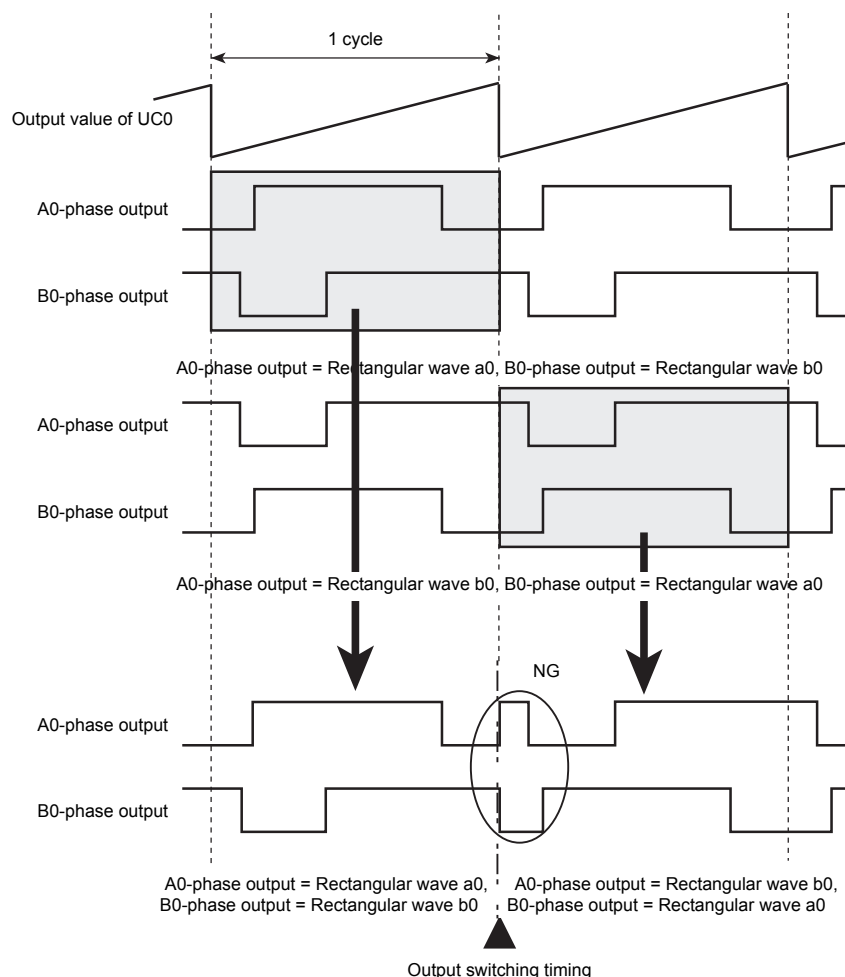 1 cycle
Output value of UC0
A0-phase output
B0-phase output
A0-phase output = Rectangular wave a0, B0-phase output = Rectangular wave b0
A0-phase output
B0-phase output
A0-phase output = Rectangular wave b0, B0-phase output = Rectangular wave a0
NG
A0-phase output
B0-phase output
A0-phase output = Rectangular wave a0,
B0-phase output = Rectangular wave b0
A0-phase output = Rectangular wave b0,
B0-phase output = Rectangular wave a0
Output switching timing